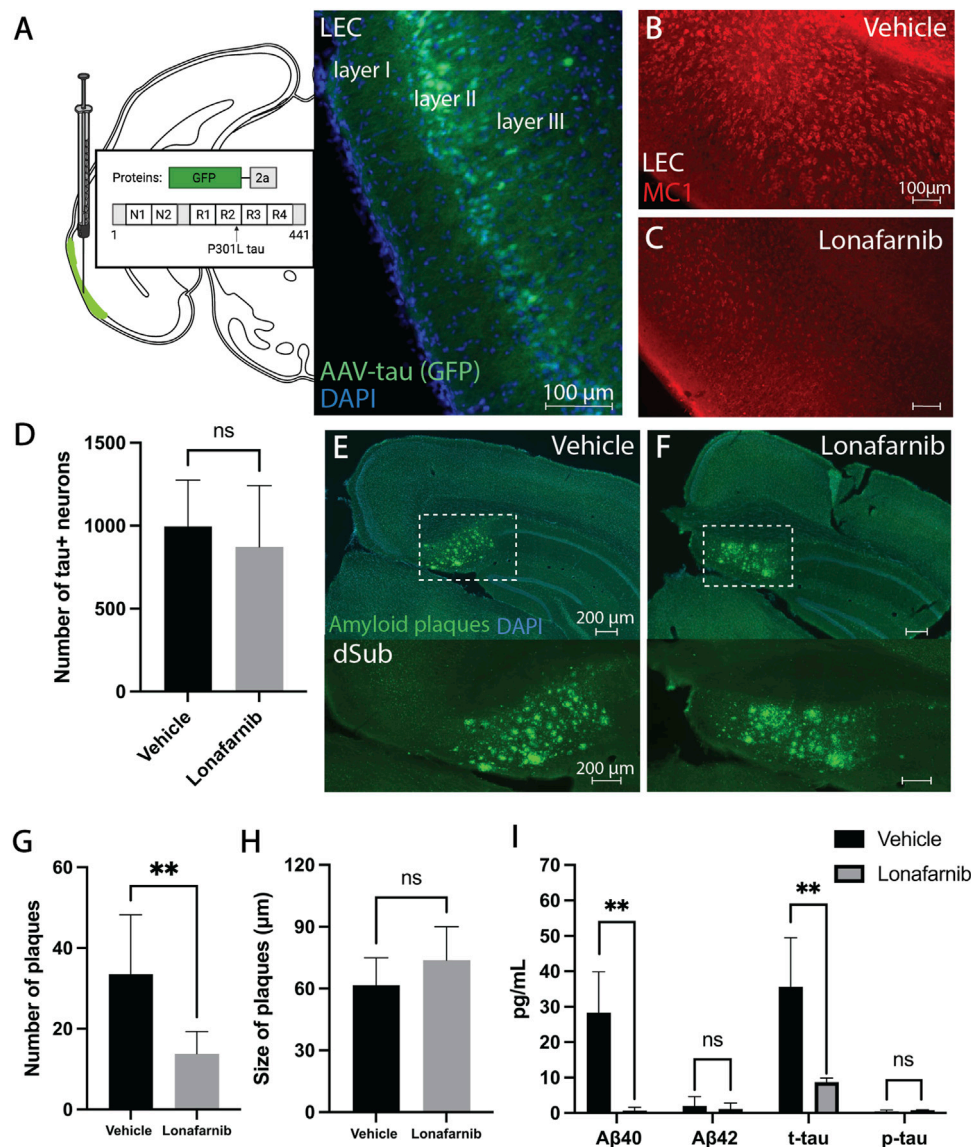 A
Proteins: GFP 2a
N1 N2 R1 R2 R3 R4
1 441
P301L tau
LEC
layer I
layer II
layer III
AAV-tau (GFP)
DAPI
100 μm
B
Vehicle
LEC
MC1
100μm
C
Lonafarnib
D
Number of tau+ neurons
1500
1000
500
0
ns
Vehicle
Lonafarnib
E
Vehicle
Amyloid plaques DAPI
200 μm
dSub
200 μm
F
Lonafarnib
G
Number of plaques
60
40
20
0
**
Vehicle Lonafarnib
H
Size of plaques (μm)
120
90
60
30
0
ns
Vehicle Lonafarnib
I
Vehicle
Lonafarnib
pg/mL
70
60
50
40
30
20
10
0
**
ns
**
ns
Aβ40 Aβ42 t-tau p-tau